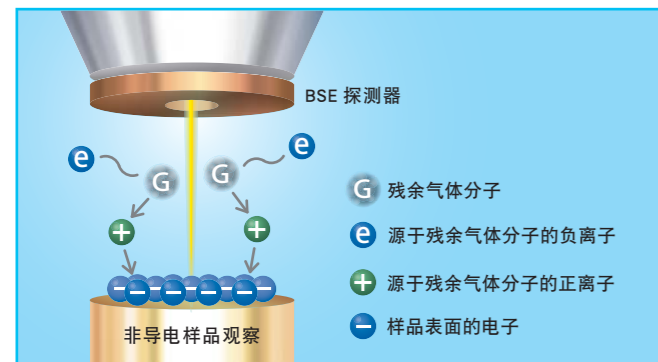 BSE 探测器
e
e
G
G
+
+
G 残余气体分子
e 源于残余气体分子的负离子
+ 源于残余气体分子的正离子
− 样品表面的电子
− − − − − − − − −
非导电样品观察